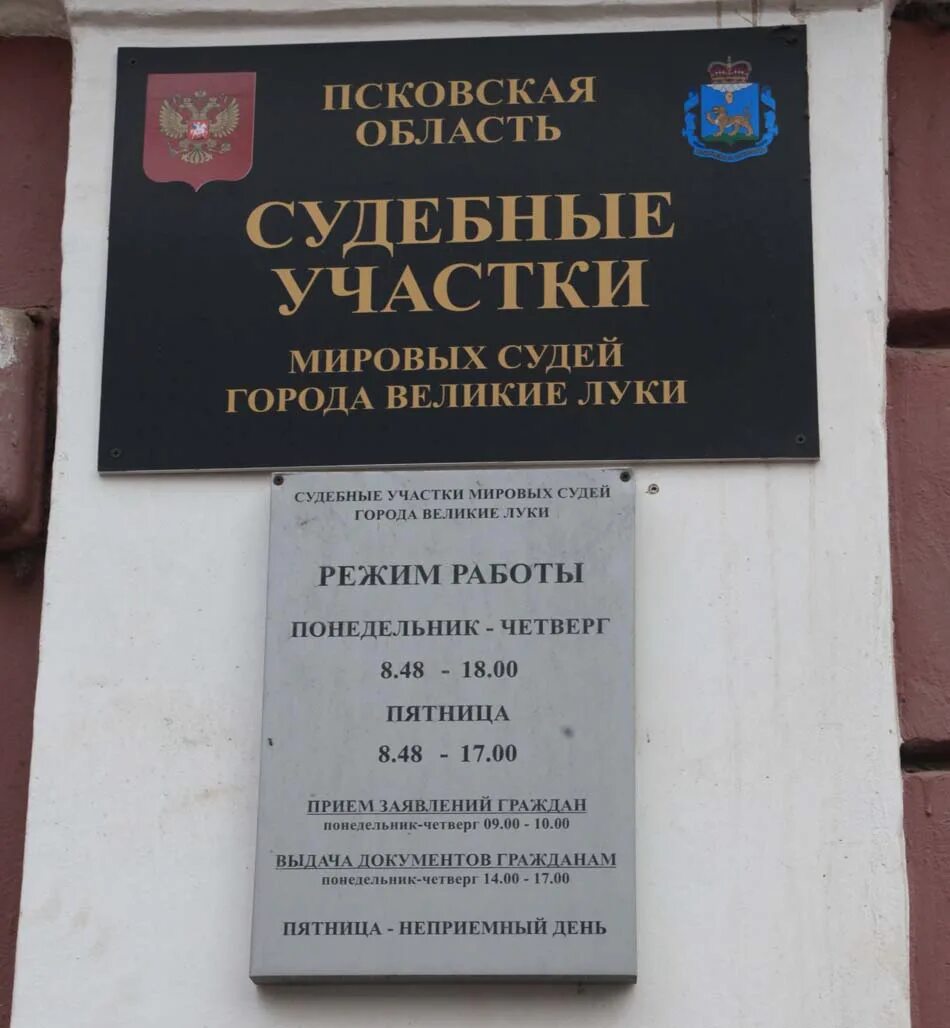 ПСКОВСКАЯ
ОБЛАСТЬ
СУДЕБНЫЕ
УЧАСТКИ
МИРОВЫХ СУДЕЙ
ГОРОДА ВЕЛИКИЕ ЛУКИ
СУДЕБНЫЕ УЧАСТКИ МИРОВЫХ СУДЕЙ
ГОРОДА ВЕЛИКИЕ ЛУКИ
РЕЖИМ РАБОТЫ
ПОНЕДЕЛЬНИК - ЧЕТВЕРГ
8.48 - 18.00
ПЯТНИЦА
8.48 - 17.00
ПРИЕМ ЗАЯВЛЕНИЙ ГРАЖДАН
понедельник-четверг 09.00 - 10.00
ВЫДАЧА ДОКУМЕНТОВ ГРАЖДАНАМ
понедельник-четверг 14.00 - 17.00
ПЯТНИЦА - НЕПРИЕМНЫЙ ДЕНЬ